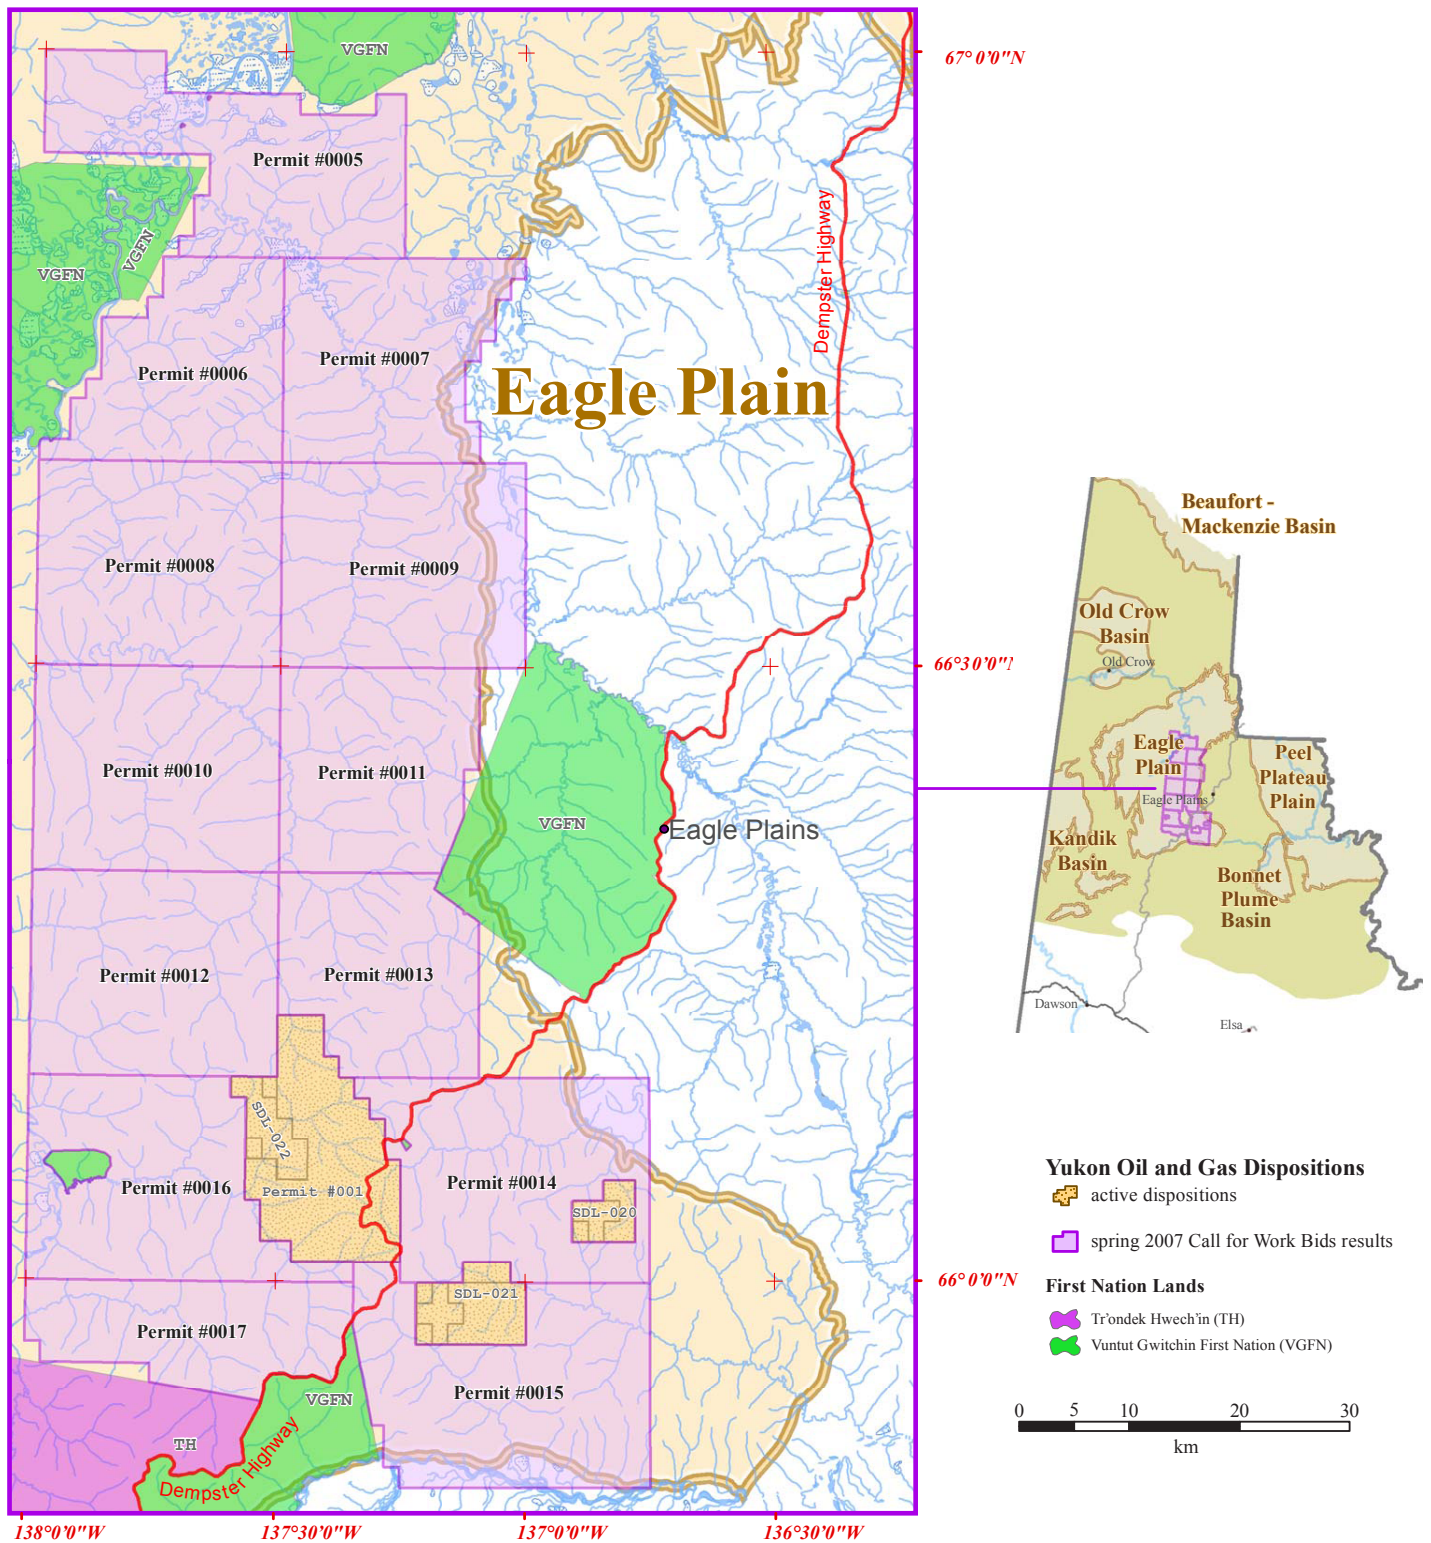 VGFN
67°0'0"N
Permit #0005
Dempster Highway
VGFN
VGFN
Permit #0007
Permit #0006
Eagle Plain
Permit #0008
Permit #0009
66°30'0"N
Permit #0010
Permit #0011
VGFN
Eagle Plains
Permit #0012
Permit #0013
SDL-022
Permit #0016
Permit #001
Permit #0014
SDL-020
66°0'0"N
SDL-021
Permit #0017
VGFN
Permit #0015
TH
Dempster Highway
138°0'0"W
137°30'0"W
137°0'0"W
136°30'0"W
Beaufort -
Mackenzie Basin
Old Crow
Basin
Old Crow
Eagle
Plain
Peel
Plateau
Plain
Eagle Plains
Kandik
Basin
Bonnet
Plume
Basin
Dawson
Elsa
Yukon Oil and Gas Dispositions
active dispositions
spring 2007 Call for Work Bids results
First Nation Lands
Tr'ondek Hwech'in (TH)
Vuntut Gwitchin First Nation (VGFN)
0 5 10 20 30
km